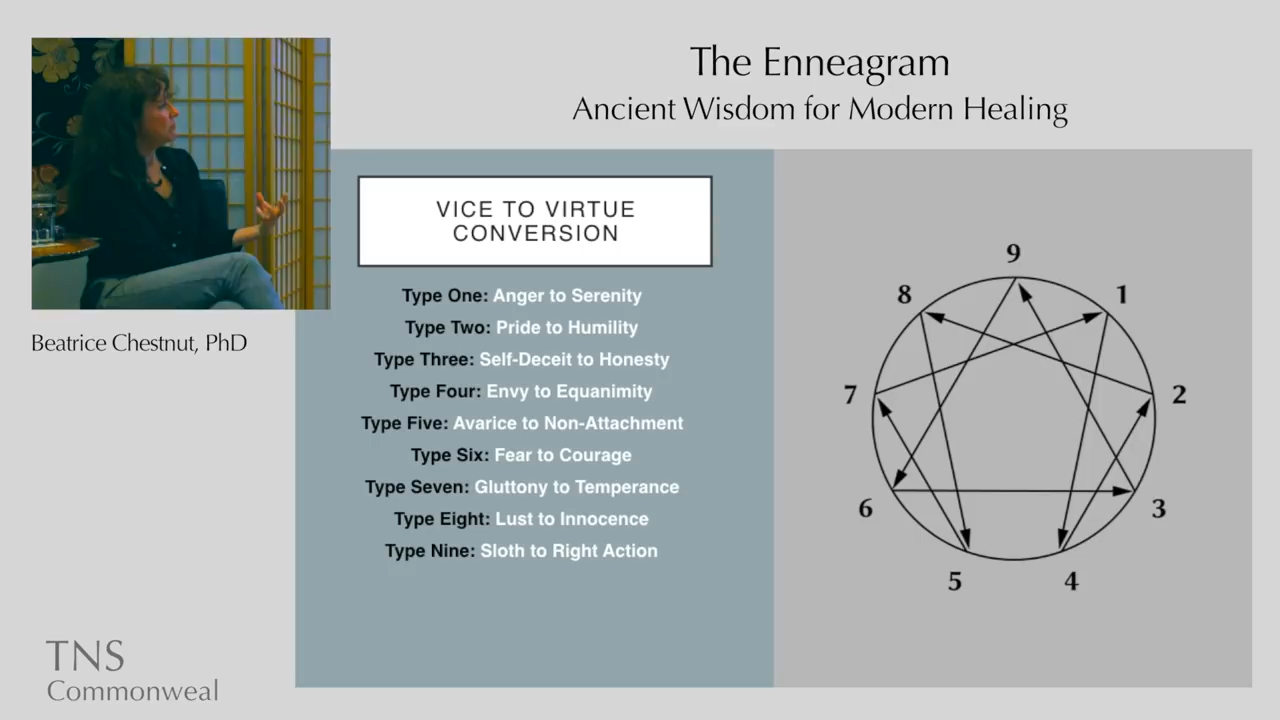 The Enneagram
Ancient Wisdom for Modern Healing
Beatrice Chestnut, PhD
VICE TO VIRTUE
CONVERSION
Type One: Anger to Serenity
Type Two: Pride to Humility
Type Three: Self-Deceit to Honesty
Type Four: Envy to Equanimity
Type Five: Avarice to Non-Attachment
Type Six: Fear to Courage
Type Seven: Gluttony to Temperance
Type Eight: Lust to Innocence
Type Nine: Sloth to Right Action
9
8
1
7
2
6
3
5
4
TNS
Commonweal